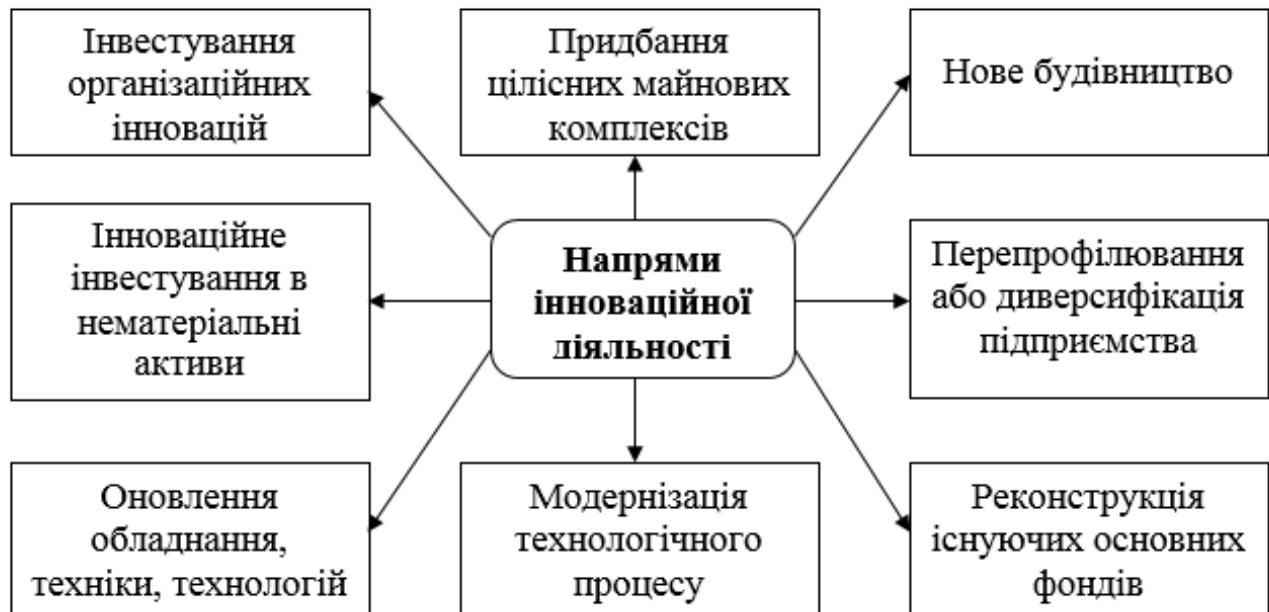 Інвестування
організаційних
інновацій
Придбання
цілісних майнових
комплексів
Нове будівництво
Інноваційне
інвестування в
нематеріальні
активи
Напрями
інноваційної
діяльності
Перепрофілювання
або диверсифікація
підприємства
Оновлення
обладнання,
техніки, технологій
Модернізація
технологічного
процесу
Реконструкція
існуючих основних
фондів